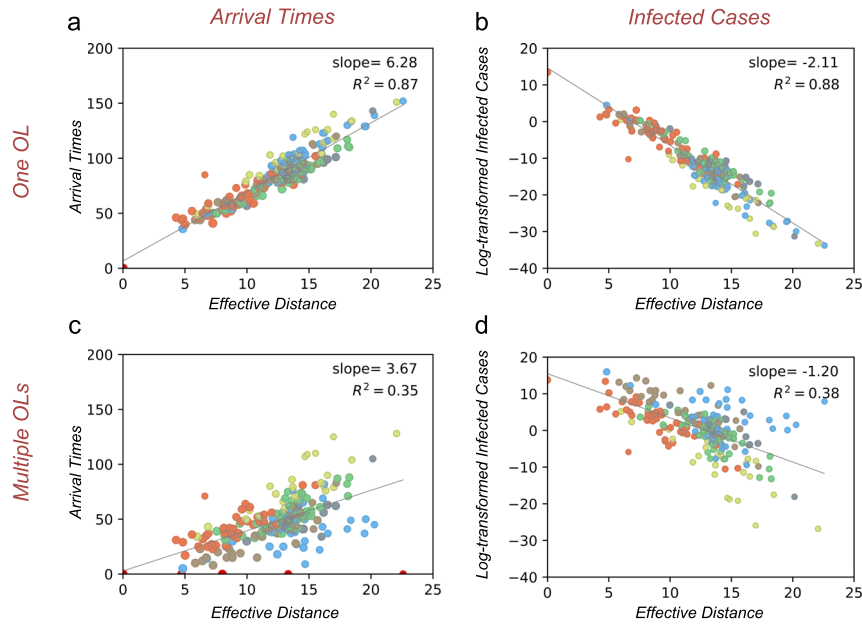 Arrival Times
Infected Cases
One OL
Multiple OLs
a
slope= 6.28
R² = 0.87
200
150
100
50
0
0 5 10 15 20 25
Arrival Times
Effective Distance
b
slope= -2.11
R² = 0.88
20
10
0
−10
−20
−30
−40
0 5 10 15 20 25
Log-transformed Infected Cases
Effective Distance
c
slope= 3.67
R² = 0.35
200
150
100
50
0
0 5 10 15 20 25
Arrival Times
Effective Distance
d
slope= -1.20
R² = 0.38
20
10
0
−10
−20
−30
−40
0 5 10 15 20 25
Log-transformed Infected Cases
Effective Distance